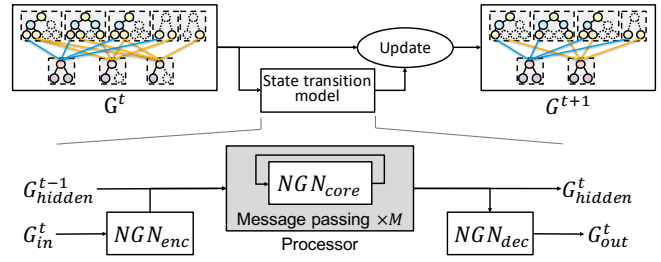 Update
State transition
model
G^t
G^{t+1}
G^{t-1}_{hidden}
NGN_{core}
G^t_{hidden}
Message passing ×M
G^t_{in}
NGN_{enc}
Processor
NGN_{dec}
G^t_{out}